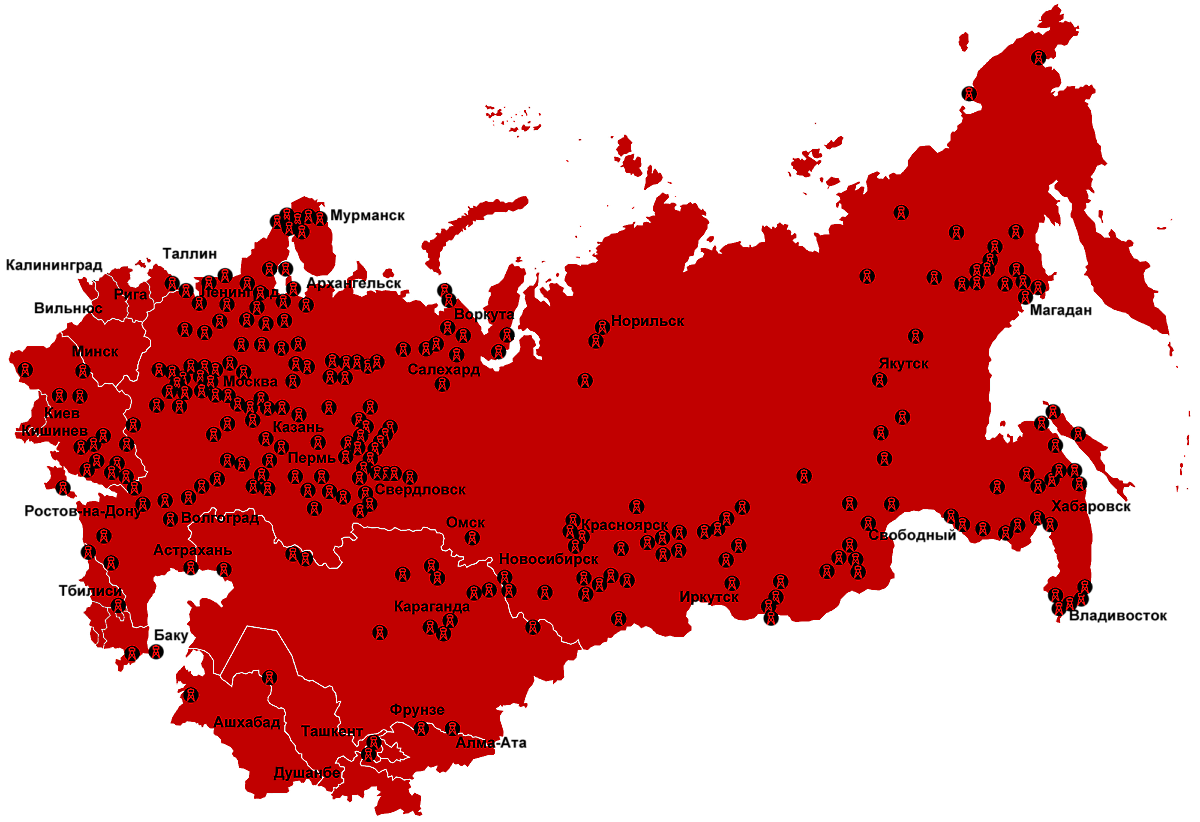 Мурманск
Таллин
Калининград
Архангельск
Ленинград
Рига
Вильнюс
Воркута
Норильск
Магадан
Минск
Салехард
Якутск
Москва
Киев
Казань
Кишинев
Пермь
Свердловск
Ростов-на-Дону
Хабаровск
Волгоград
Омск
Красноярск
Свободный
Астрахань
Новосибирск
Тбилиси
Иркутск
Караганда
Владивосток
Баку
Фрунзе
Ашхабад
Ташкент
Алма-Ата
Душанбе